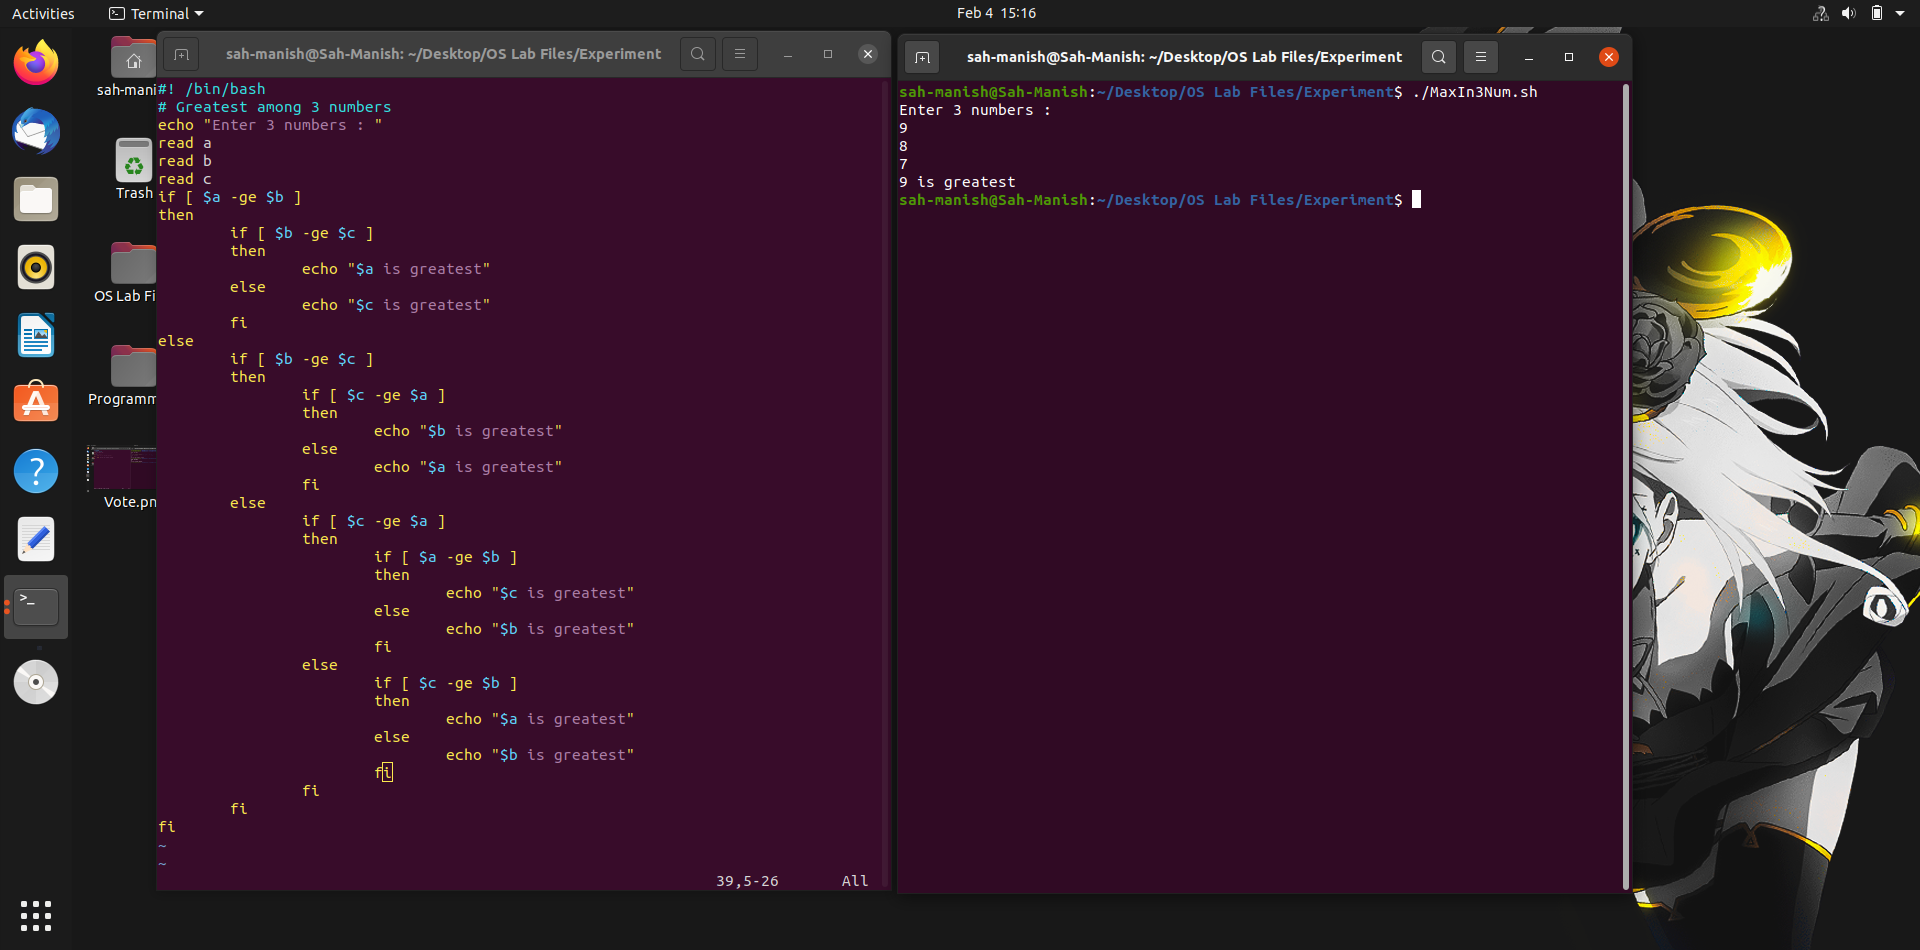 Activities
Terminal
Feb 4 15:16
sah-mani
Trash
OS Lab Fi
Programm
Vote.pn
sah-manish@Sah-Manish: ~/Desktop/OS Lab Files/Experiment
#! /bin/bash
# Greatest among 3 numbers
echo "Enter 3 numbers : "
read a
read b
read c
if [ $a -ge $b ]
then
if [ $b -ge $c ]
then
echo "$a is greatest"
else
echo "$c is greatest"
fi
else
if [ $b -ge $c ]
then
if [ $c -ge $a ]
then
echo "$b is greatest"
else
echo "$a is greatest"
fi
else
if [ $c -ge $a ]
then
if [ $a -ge $b ]
then
echo "$c is greatest"
else
echo "$b is greatest"
fi
else
if [ $c -ge $b ]
then
echo "$a is greatest"
else
echo "$b is greatest"
fi
fi
fi
fi
~
~
39,5-26 All
sah-manish@Sah-Manish: ~/Desktop/OS Lab Files/Experiment
sah-manish@Sah-Manish:~/Desktop/OS Lab Files/Experiment$ ./MaxIn3Num.sh
Enter 3 numbers :
9
8
7
9 is greatest
sah-manish@Sah-Manish:~/Desktop/OS Lab Files/Experiment$